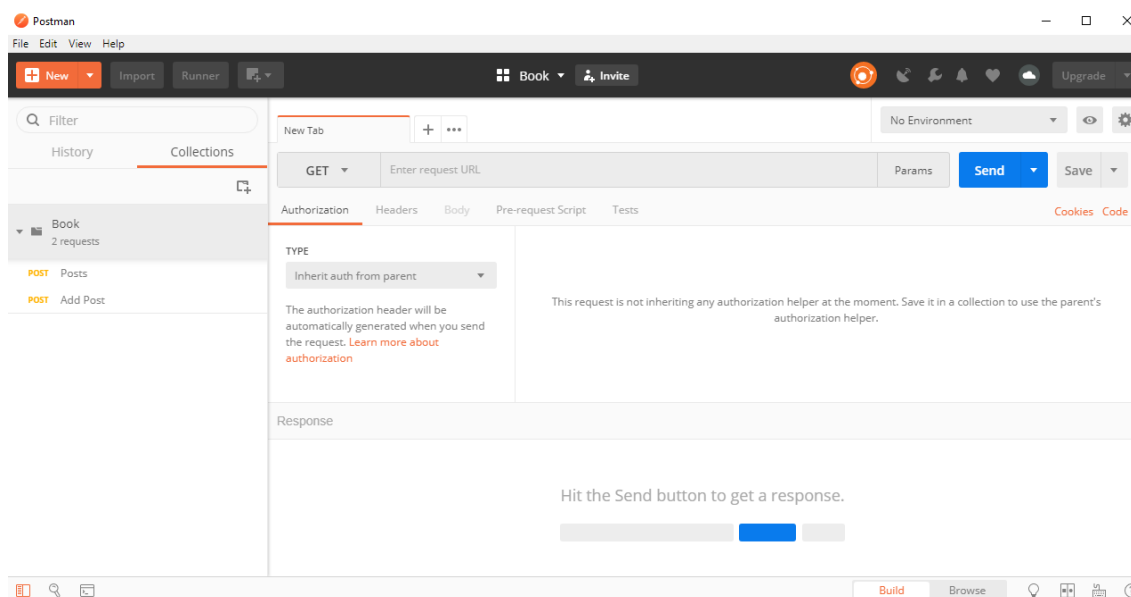 Postman
File Edit View Help
New Import Runner Book Invite Upgrade
Filter
History Collections
Book
2 requests
POST Posts
POST Add Post
New Tab
No Environment
GET Enter request URL Params Send Save
Authorization Headers Body Pre-request Script Tests Cookies Code
TYPE
Inherit auth from parent
The authorization header will be
automatically generated when you send
the request. Learn more about
authorization
This request is not inheriting any authorization helper at the moment. Save it in a collection to use the parent's
authorization helper.
Response
Hit the Send button to get a response.
Build Browse